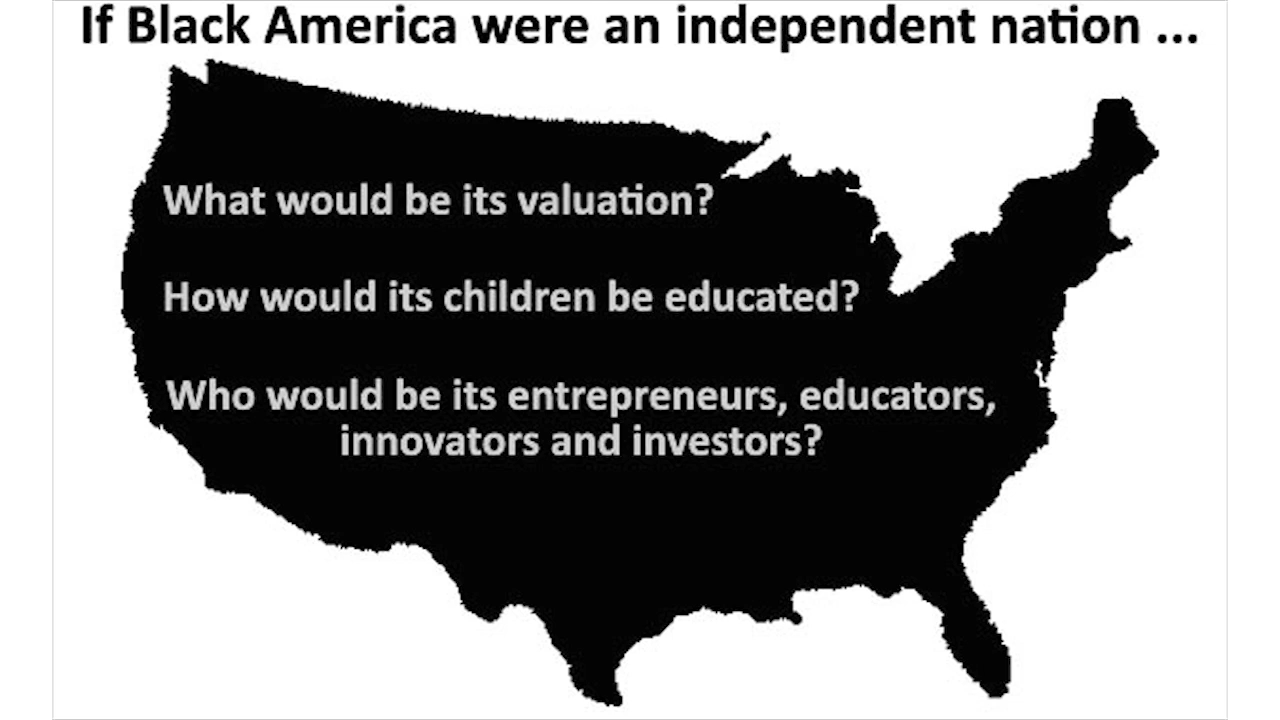 If Black America were an independent nation ...
What would be its valuation?
How would its children be educated?
Who would be its entrepreneurs, educators,
innovators and investors?